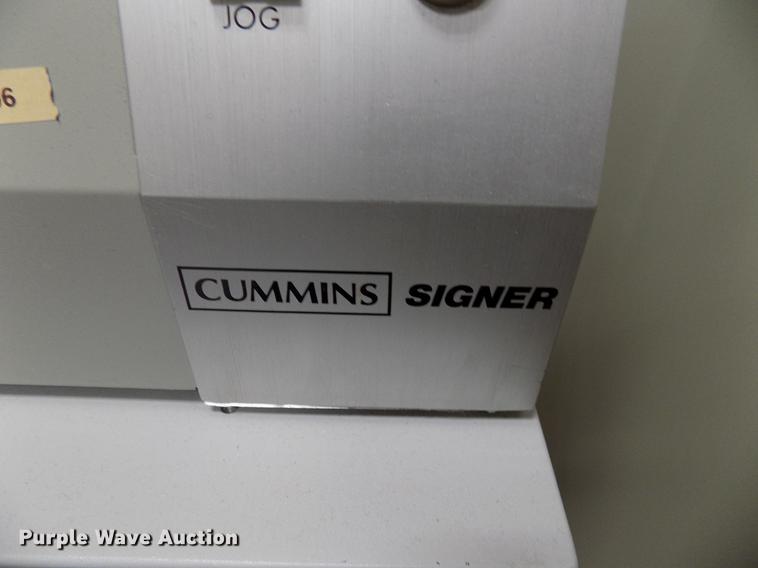 JOG
6
CUMMINS SIGNER
Purple Wave Auction